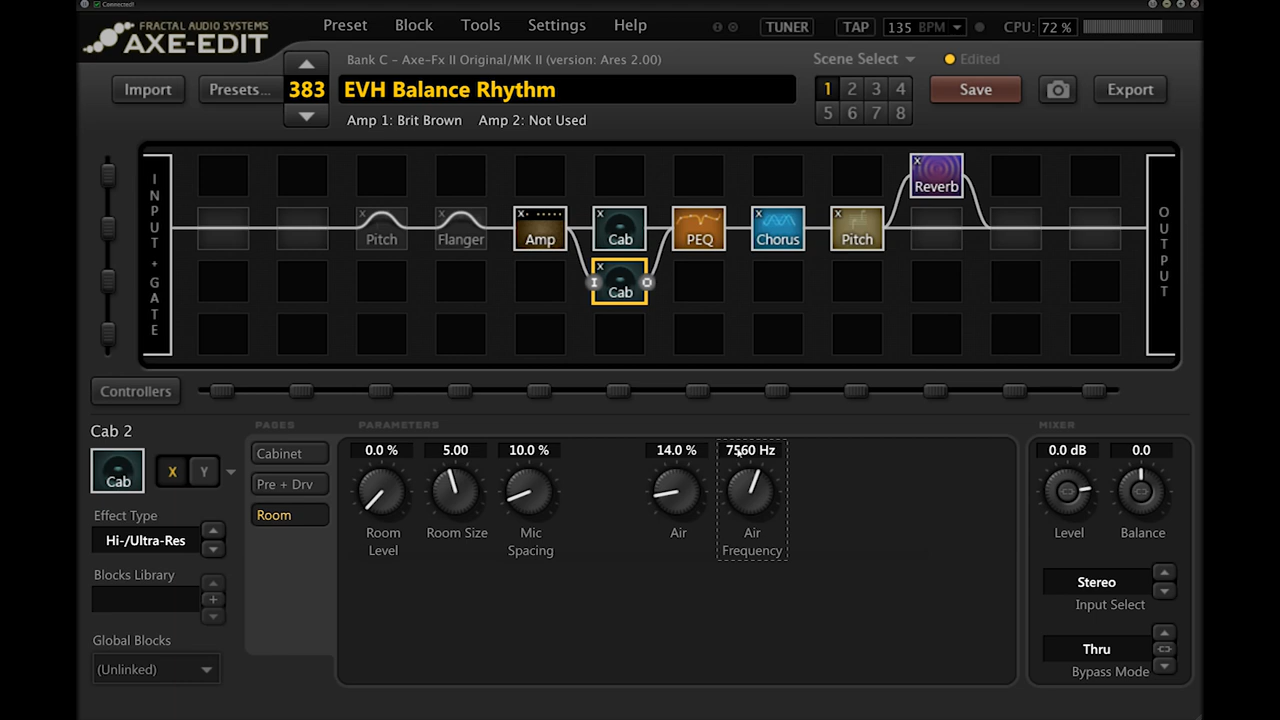 Connected!
FRACTAL AUDIO SYSTEMS
AXE-EDIT
Preset Block Tools Settings Help
TUNER TAP 135 BPM CPU: 72 %
Bank C - Axe-Fx II Original/MK II (version: Ares 2.00)
Scene Select Edited
Import Presets... 383 EVH Balance Rhythm
1 2 3 4
5 6 7 8
Save Export
Amp 1: Brit Brown Amp 2: Not Used
INPUT + GATE
X Reverb
X Pitch X Flanger X Amp X Cab PEQ X Chorus X Pitch
X I Cab O
OUTPUT
Controllers
Cab 2 PAGES PARAMETERS MIXER
Cab X Y
Effect Type
Hi-/Ultra-Res
Blocks Library
+
Global Blocks
(Unlinked)
Cabinet
Pre + Drv
Room
0.0 % 5.00 10.0 % 14.0 % 7560 Hz
Room Level
Room Size
Mic Spacing
Air
Air Frequency
0.0 dB 0.0
Level Balance
Stereo
Input Select
Thru
Bypass Mode